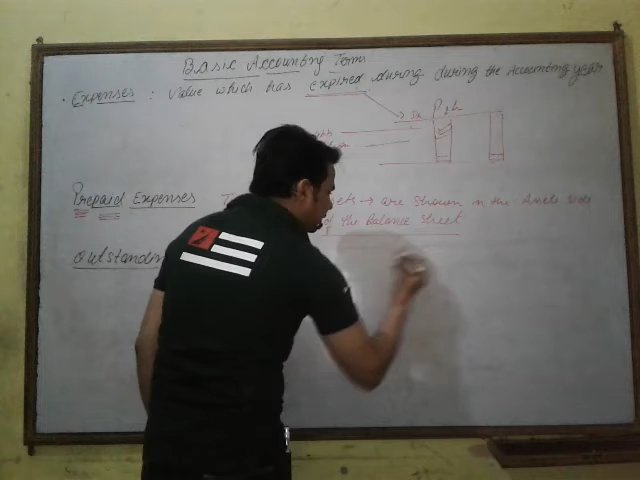 Basic Accounting Terms
Expenses : Value which has expired during during the Accounting year
Prepaid Expenses → are shown in the Assets side
of the Balance Sheet
Outstandin